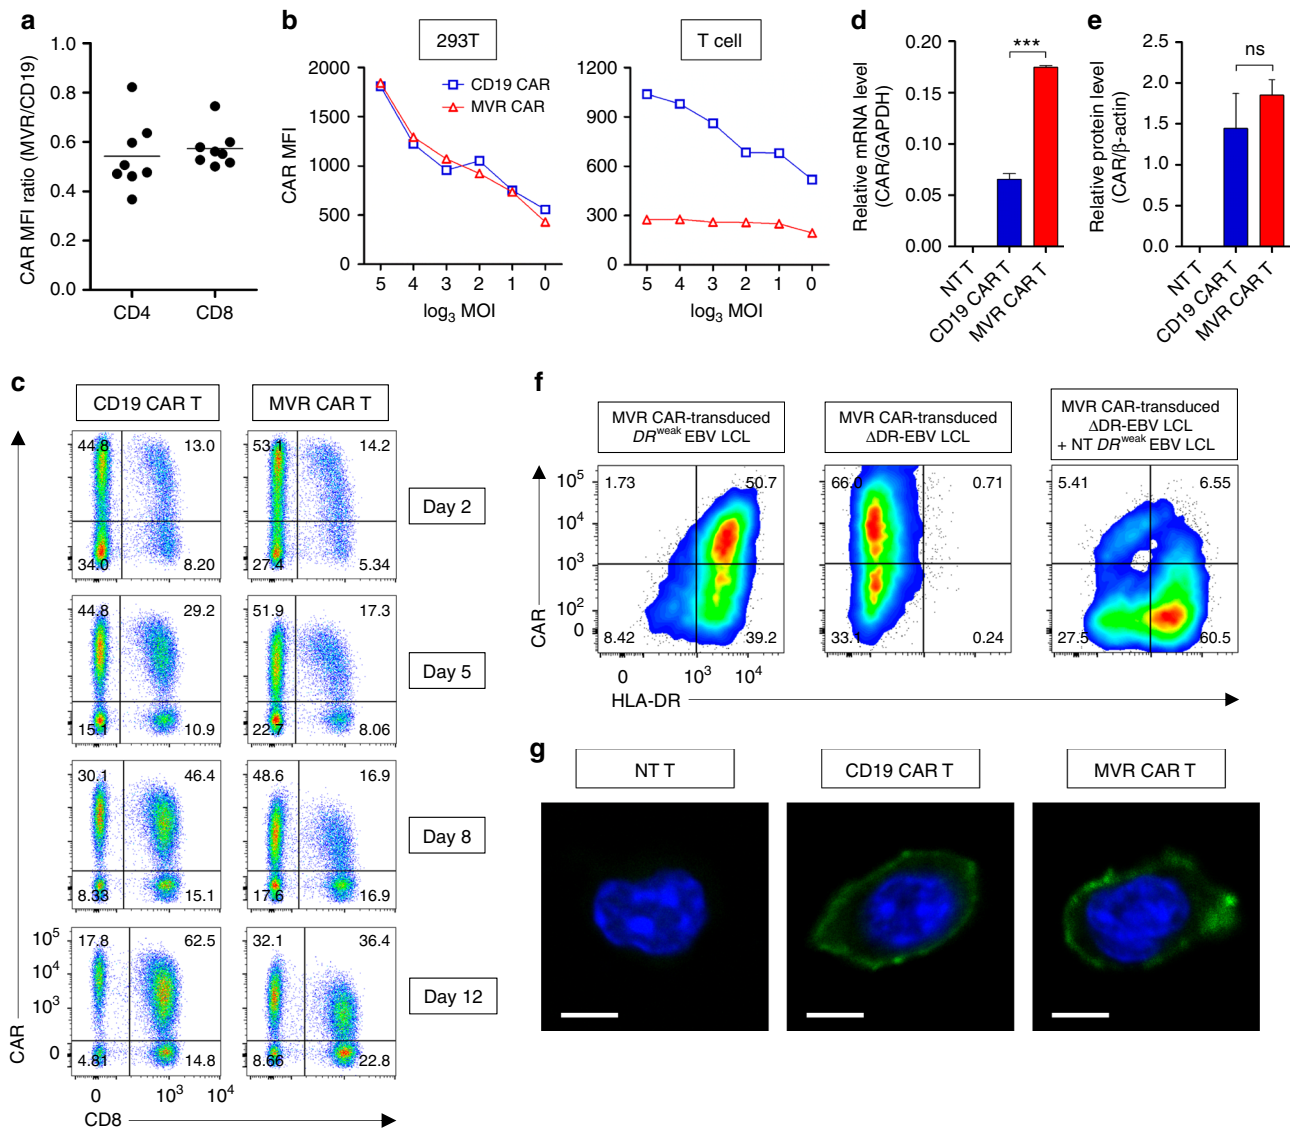 a
CAR MFI ratio (MVR/CD19)
1.0
0.8
0.6
0.4
0.2
0.0
CD4 CD8
b
293T
CAR MFI
2000
1500
1000
500
0
CD19 CAR
MVR CAR
5 4 3 2 1 0
log3 MOI
T cell
1200
900
600
300
0
5 4 3 2 1 0
log3 MOI
d
Relative mRNA level
(CAR/GAPDH)
0.20
0.15
0.10
0.05
0.00
***
NT T
CD19 CAR T
MVR CAR T
e
Relative protein level
(CAR/β-actin)
2.5
2.0
1.5
1.0
0.5
0.0
ns
NT T
CD19 CAR T
MVR CAR T
c
CD19 CAR T MVR CAR T
44.8 13.0 53.1 14.2
Day 2
34.0 8.20 27.4 5.34
44.8 29.2 51.9 17.3
Day 5
15.1 10.9 22.7 8.06
30.1 46.4 48.6 16.9
Day 8
8.33 15.1 17.6 16.9
17.8 62.5 32.1 36.4
Day 12
4.81 14.8 8.66 22.8
10^5
10^4
10^3
0
CAR
0 10^3 10^4
CD8
f
MVR CAR-transduced
DR^weak EBV LCL
MVR CAR-transduced
ΔDR-EBV LCL
MVR CAR-transduced
ΔDR-EBV LCL
+ NT DR^weak EBV LCL
CAR
10^5
10^4
10^3
10^2
0
1.73 50.7
8.42 39.2
66.0 0.71
33.1 0.24
5.41 6.55
27.5 60.5
0 10^3 10^4
HLA-DR
g
NT T
CD19 CAR T
MVR CAR T